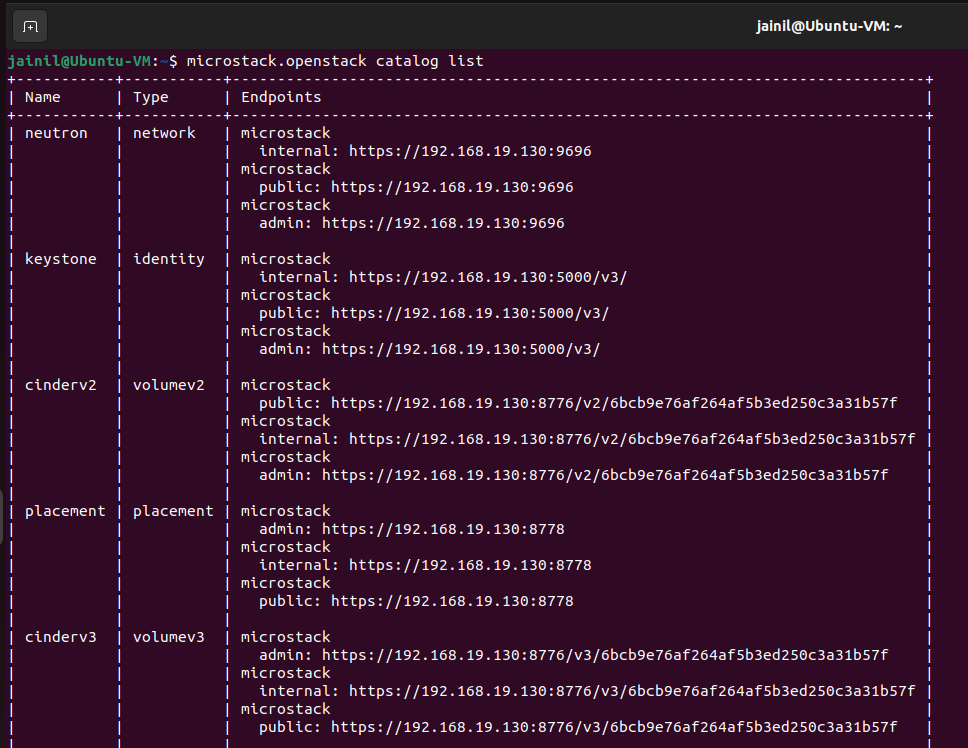 jainil@Ubuntu-VM: ~
jainil@Ubuntu-VM:~$ microstack.openstack catalog list
+-----------+-----------+-----------------------------------------------------------------------------+
| Name      | Type      | Endpoints                                                                   |
+-----------+-----------+-----------------------------------------------------------------------------+
| neutron   | network   | microstack                                                                  |
|           |           |   internal: https://192.168.19.130:9696                                     |
|           |           | microstack                                                                  |
|           |           |   public: https://192.168.19.130:9696                                       |
|           |           | microstack                                                                  |
|           |           |   admin: https://192.168.19.130:9696                                        |
|           |           |                                                                             |
| keystone  | identity  | microstack                                                                  |
|           |           |   internal: https://192.168.19.130:5000/v3/                                 |
|           |           | microstack                                                                  |
|           |           |   public: https://192.168.19.130:5000/v3/                                   |
|           |           | microstack                                                                  |
|           |           |   admin: https://192.168.19.130:5000/v3/                                    |
|           |           |                                                                             |
| cinderv2  | volumev2  | microstack                                                                  |
|           |           |   public: https://192.168.19.130:8776/v2/6bcb9e76af264af5b3ed250c3a31b57f   |
|           |           | microstack                                                                  |
|           |           |   internal: https://192.168.19.130:8776/v2/6bcb9e76af264af5b3ed250c3a31b57f |
|           |           | microstack                                                                  |
|           |           |   admin: https://192.168.19.130:8776/v2/6bcb9e76af264af5b3ed250c3a31b57f    |
|           |           |                                                                             |
| placement | placement | microstack                                                                  |
|           |           |   admin: https://192.168.19.130:8778                                        |
|           |           | microstack                                                                  |
|           |           |   internal: https://192.168.19.130:8778                                     |
|           |           | microstack                                                                  |
|           |           |   public: https://192.168.19.130:8778                                       |
|           |           |                                                                             |
| cinderv3  | volumev3  | microstack                                                                  |
|           |           |   admin: https://192.168.19.130:8776/v3/6bcb9e76af264af5b3ed250c3a31b57f    |
|           |           | microstack                                                                  |
|           |           |   internal: https://192.168.19.130:8776/v3/6bcb9e76af264af5b3ed250c3a31b57f |
|           |           | microstack                                                                  |
|           |           |   public: https://192.168.19.130:8776/v3/6bcb9e76af264af5b3ed250c3a31b57f   |
|           |           |                                                                             |